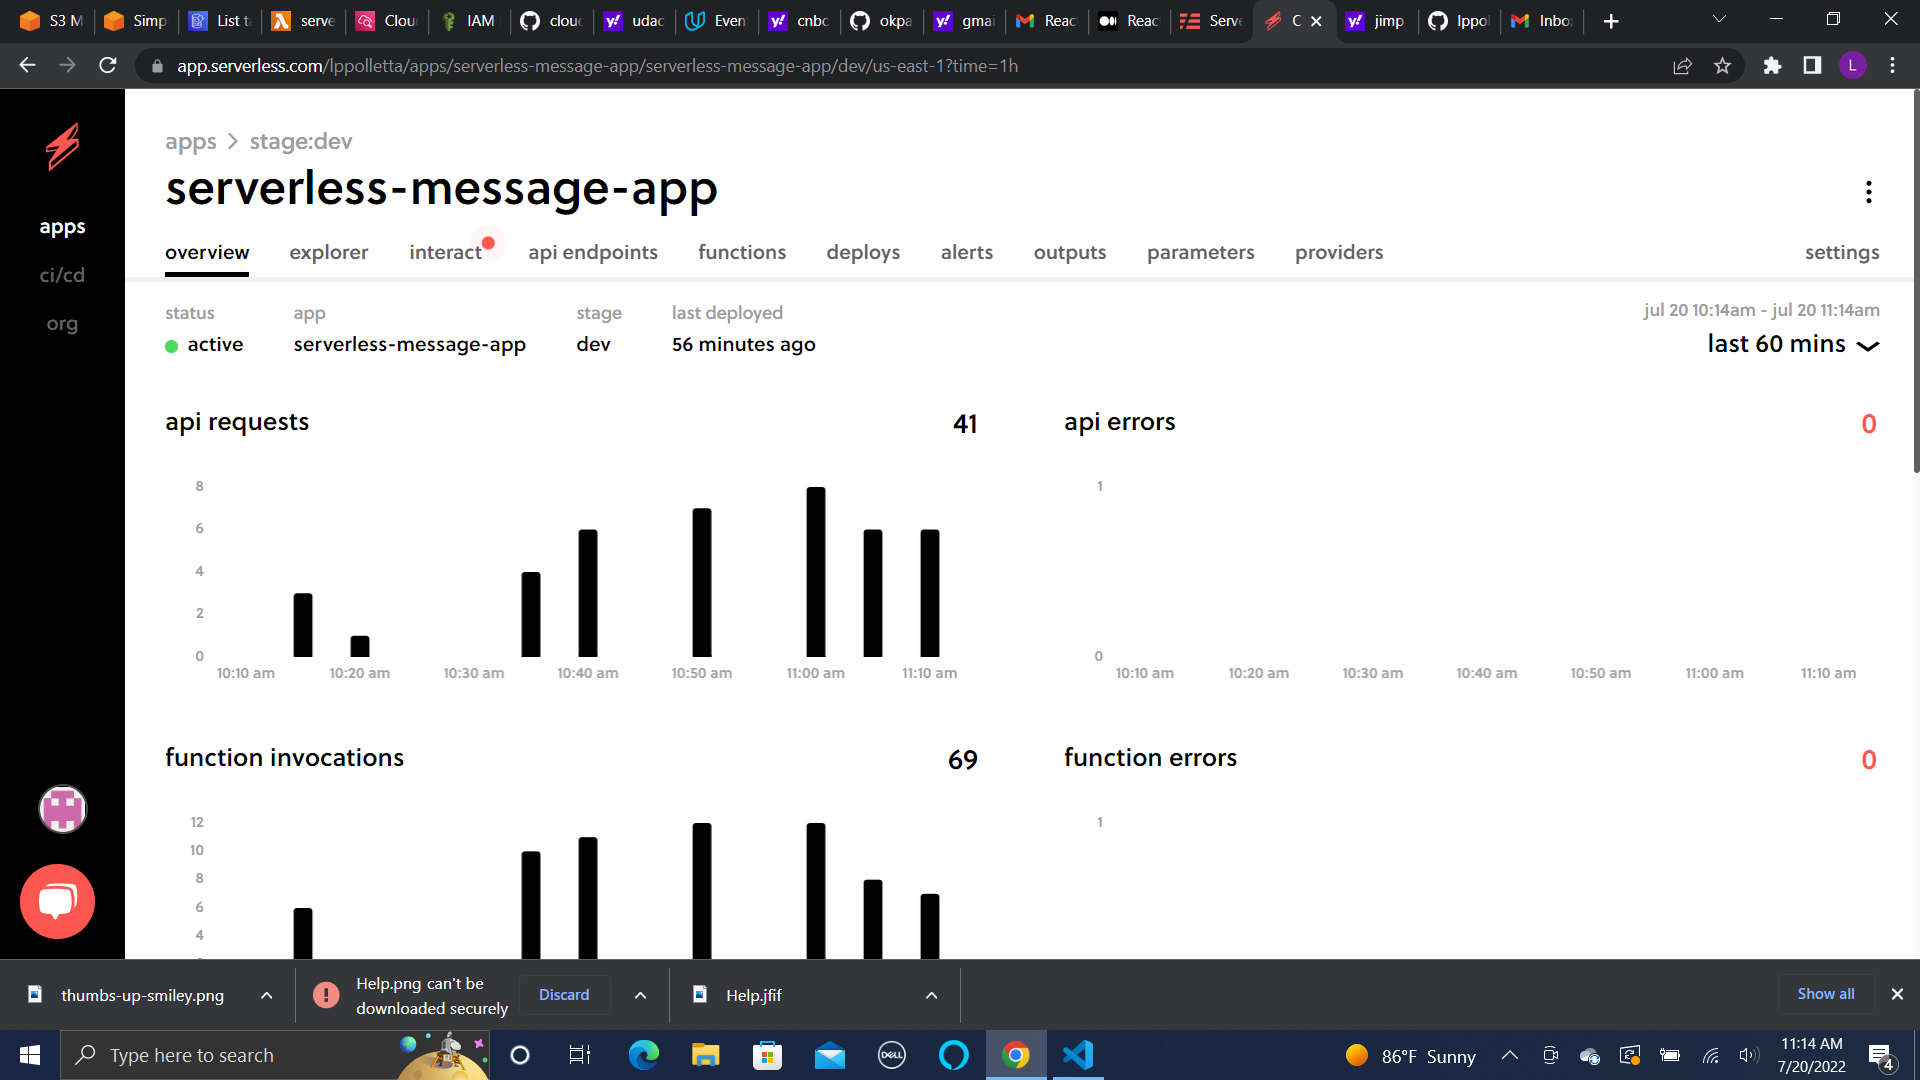 S3 M
Simp
List ta
serve
Clou
IAM
cloud
udac
Even
cnbc
okpa
gmai
Reac
Reac
Serve
C
jimp
lppol
Inbo
app.serverless.com/lppolletta/apps/serverless-message-app/serverless-message-app/dev/us-east-1?time=1h
L
apps > stage:dev
serverless-message-app
apps
ci/cd
org
overview explorer interact api endpoints functions deploys alerts outputs parameters providers settings
status app stage last deployed
active serverless-message-app dev 56 minutes ago
jul 20 10:14am - jul 20 11:14am
last 60 mins
api requests 41
8
6
4
2
0
10:10 am 10:20 am 10:30 am 10:40 am 10:50 am 11:00 am 11:10 am
api errors 0
1
0
10:10 am 10:20 am 10:30 am 10:40 am 10:50 am 11:00 am 11:10 am
function invocations 69
12
10
8
6
4
function errors 0
1
thumbs-up-smiley.png
Help.png can't be
downloaded securely
Discard
Help.jfif
Show all
Type here to search
DELL
86°F Sunny
11:14 AM
7/20/2022
4